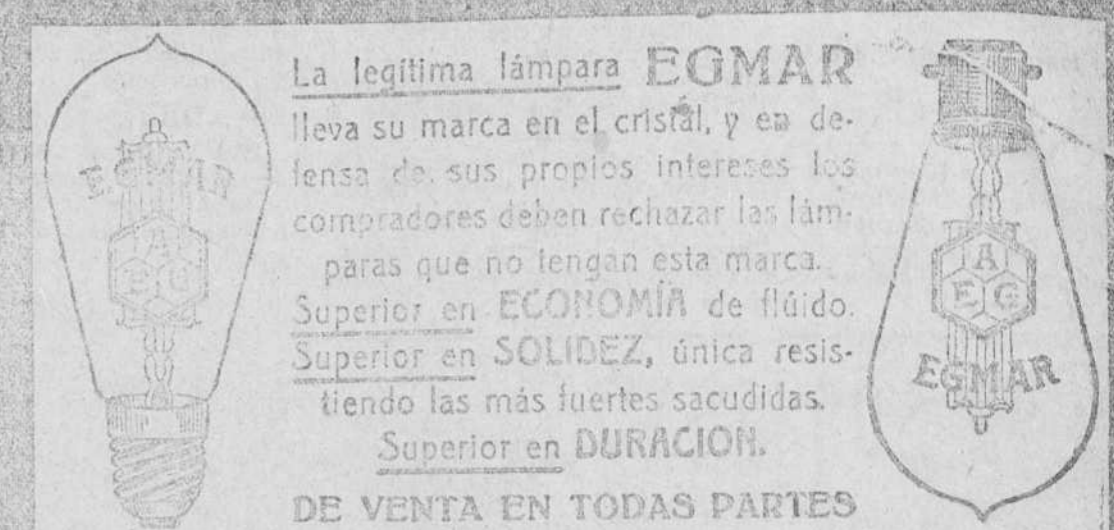 La legítima lámpara EGMAR
lleva su marca en el cristal, y en de-
fensa de sus propios intereses los
compradores deben rechazar las lám-
paras que no tengan esta marca.
Superior en ECONOMÍA de flúido.
Superior en SOLIDEZ, única resis-
tiendo las más fuertes sacudidas.
Superior en DURACION.
DE VENTA EN TODAS PARTES
EGMAR
A
E G
A
E G
EGMAR